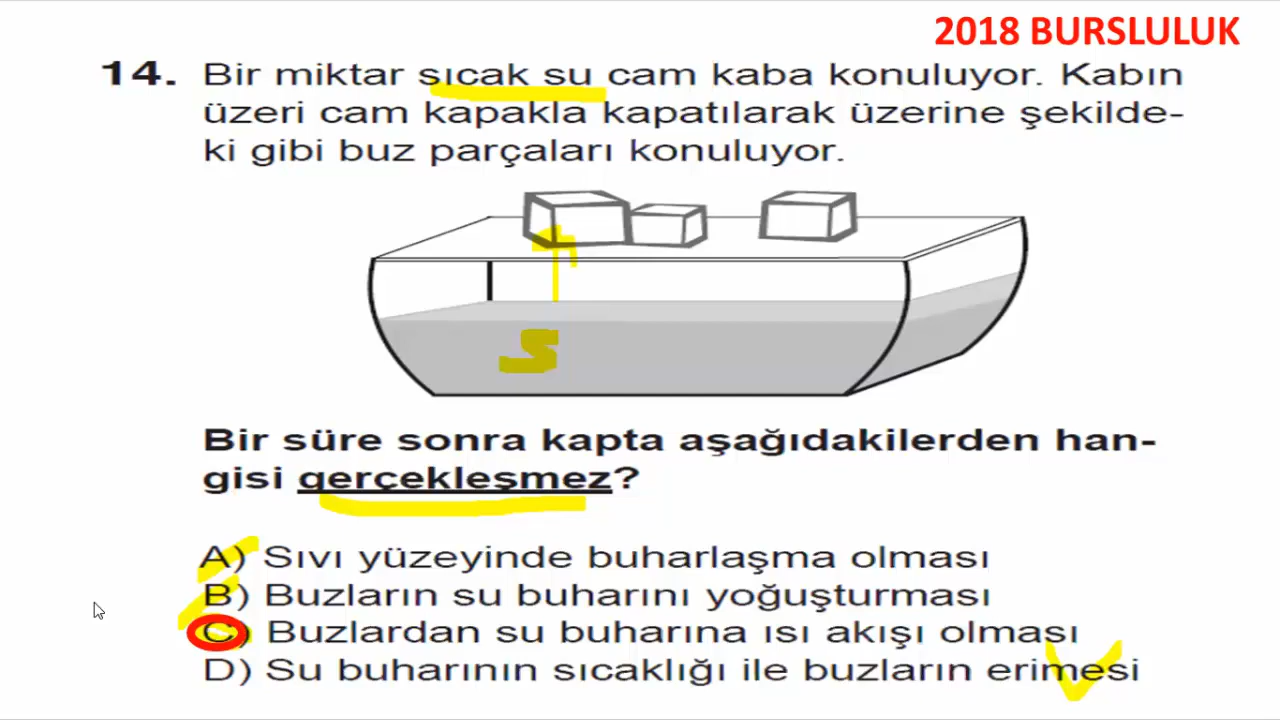 2018 BURSLULUK
14. Bir miktar sıcak su cam kaba konuluyor. Kabın
üzeri cam kapakla kapatılarak üzerine şekilde-
ki gibi buz parçaları konuluyor.
S
Bir süre sonra kapta aşağıdakilerden han-
gisi gerçekleşmez?
A) Sıvı yüzeyinde buharlaşma olması
B) Buzların su buharını yoğuşturması
C) Buzlardan su buharına ısı akışı olması
D) Su buharının sıcaklığı ile buzların erimesi